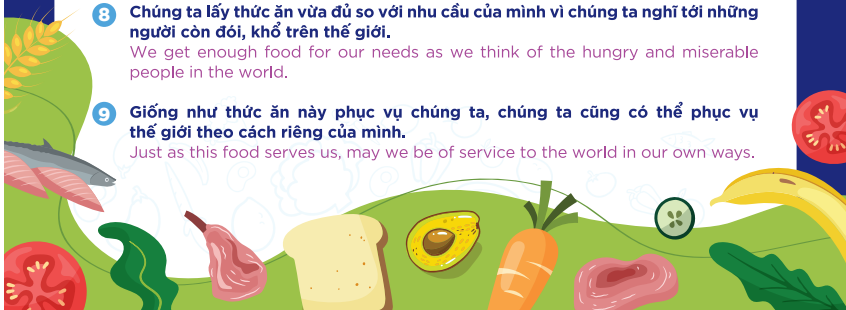 8 Chúng ta lấy thức ăn vừa đủ so với nhu cầu của mình vì chúng ta nghĩ tới những
người còn đói, khổ trên thế giới.
We get enough food for our needs as we think of the hungry and miserable
people in the world.
9 Giống như thức ăn này phục vụ chúng ta, chúng ta cũng có thể phục vụ
thế giới theo cách riêng của mình.
Just as this food serves us, may we be of service to the world in our own ways.